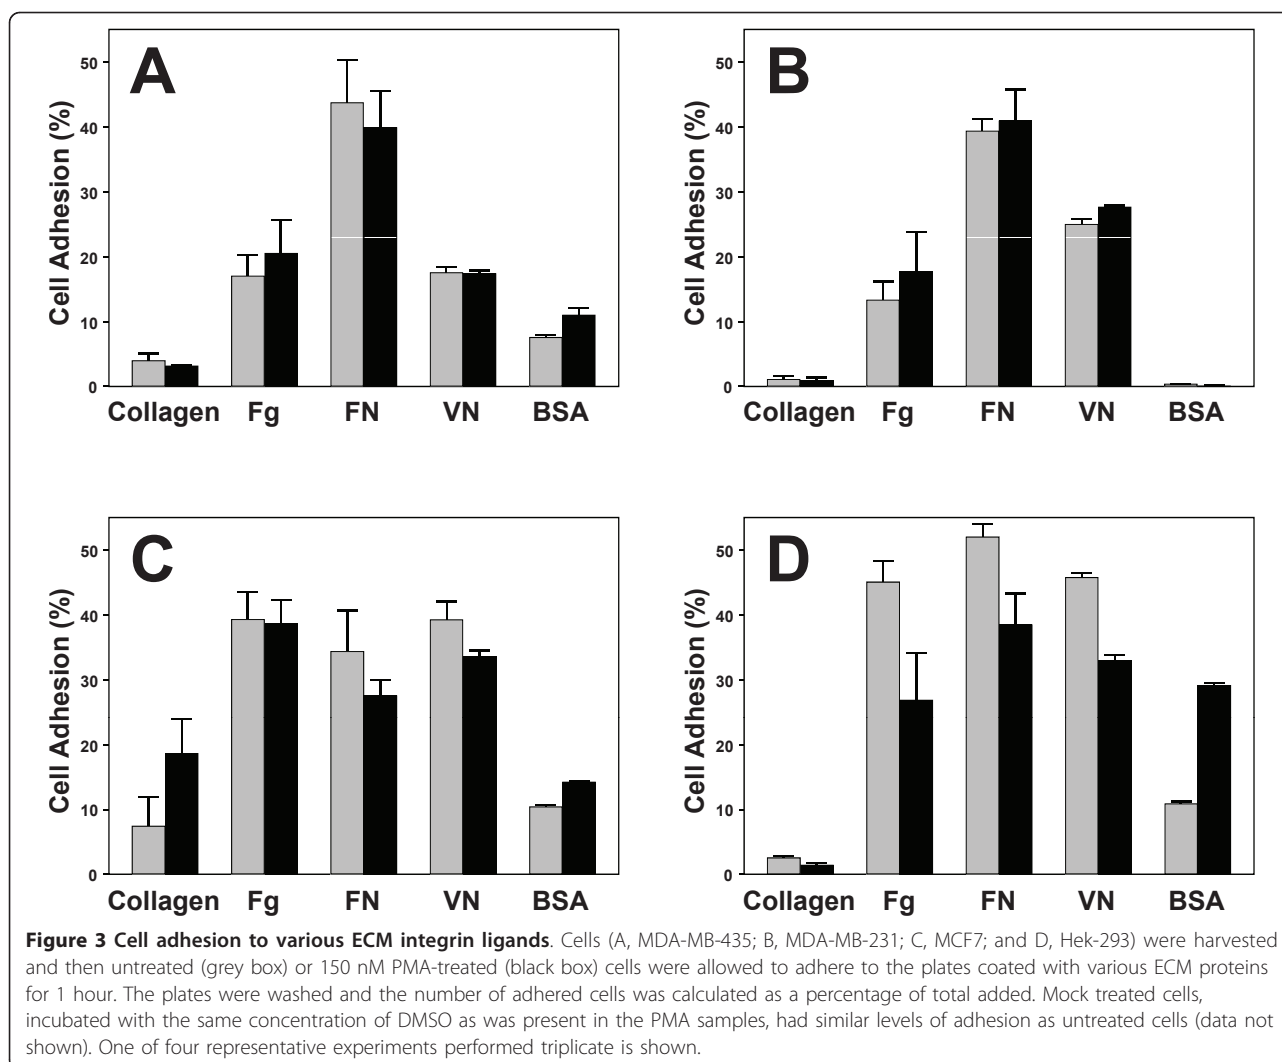 A
Cell Adhesion (%)
50
40
30
20
10
0
Collagen Fg FN VN BSA
B
Cell Adhesion (%)
50
40
30
20
10
0
Collagen Fg FN VN BSA
C
Cell Adhesion (%)
50
40
30
20
10
0
Collagen Fg FN VN BSA
D
Cell Adhesion (%)
50
40
30
20
10
0
Collagen Fg FN VN BSA
Figure 3 Cell adhesion to various ECM integrin ligands. Cells (A, MDA-MB-435; B, MDA-MB-231; C, MCF7; and D, Hek-293) were harvested
and then untreated (grey box) or 150 nM PMA-treated (black box) cells were allowed to adhere to the plates coated with various ECM proteins
for 1 hour. The plates were washed and the number of adhered cells was calculated as a percentage of total added. Mock treated cells,
incubated with the same concentration of DMSO as was present in the PMA samples, had similar levels of adhesion as untreated cells (data not
shown). One of four representative experiments performed triplicate is shown.